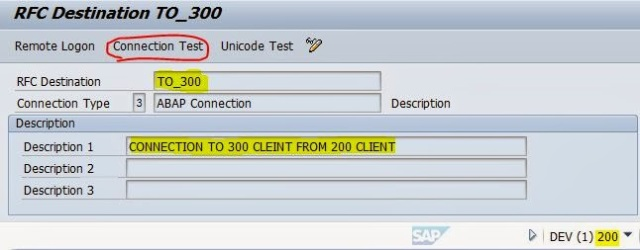 RFC Destination TO_300
Remote Logon Connection Test Unicode Test
RFC Destination TO_300
Connection Type 3 ABAP Connection Description
Description
Description 1 CONNECTION TO 300 CLEINT FROM 200 CLIENT
Description 2
Description 3
SAP DEV (1) 200